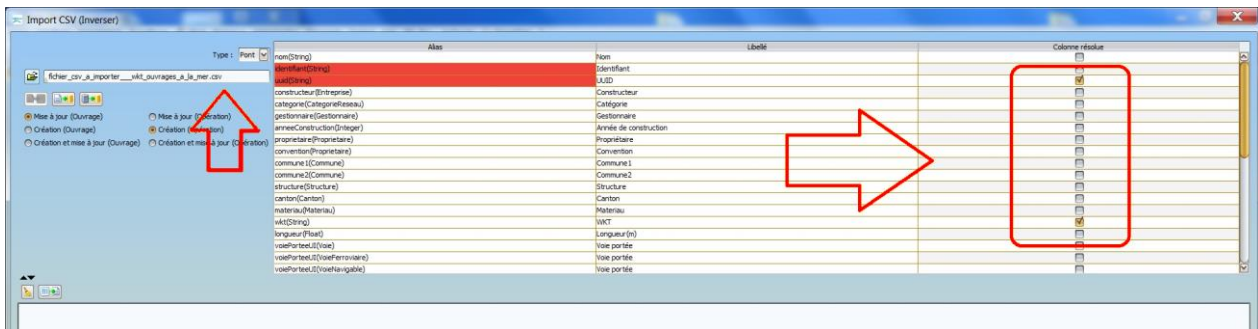 Import CSV (Inverser)
Type : Pont
fichier_csv_a_importer___wkt_ouvrages_a_la_mer.csv
Mise à jour (Ouvrage) Mise à jour (Opération)
Création (Ouvrage) Création (Opération)
Création et mise à jour (Ouvrage) Création et mise à jour (Opération)
Alias Libellé Colonne résolue
nom(String) Nom
identifiant(String) Identifiant
uuid(String) UUID
constructeur(Entreprise) Constructeur
categorie(CategorieReseau) Catégorie
gestionnaire(Gestionnaire) Gestionnaire
anneeConstruction(Integer) Année de construction
proprietaire(Proprietaire) Propriétaire
convention(Proprietaire) Convention
commune1(Commune) Commune1
commune2(Commune) Commune2
structure(Structure) Structure
canton(Canton) Canton
materiau(Materiau) Materiau
wkt(String) WKT
longueur(Float) Longueur(m)
voiePorteeUI(Voie) Voie portée
voiePorteeUI(VoieFerroviaire) Voie portée
voiePorteeUI(VoieNavigable) Voie portée